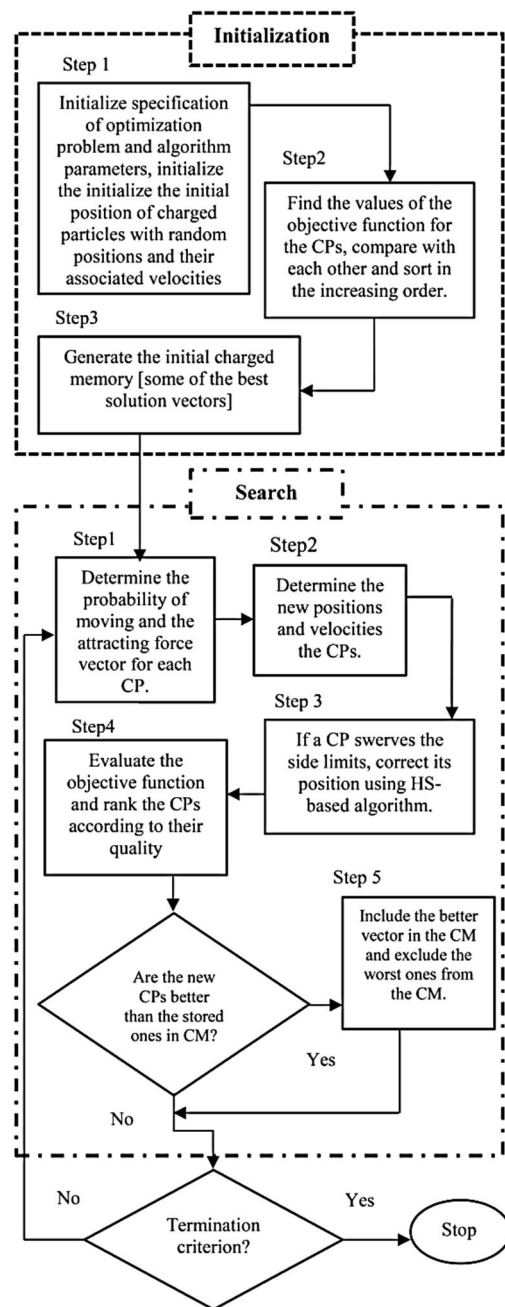 Initialization
Step 1
Initialize specification
of optimization
problem and algorithm
parameters, initialize
the initialize the initial
position of charged
particles with random
positions and their
associated velocities
Step2
Find the values of the
objective function for
the CPs, compare with
each other and sort in
the increasing order.
Step3
Generate the initial charged
memory [some of the best
solution vectors]
Search
Step1
Determine the
probability of
moving and the
attracting force
vector for each
CP.
Step2
Determine the
new positions
and velocities
the CPs.
Step 3
If a CP swerves the
side limits, correct its
position using HS-
based algorithm.
Step4
Evaluate the
objective function
and rank the CPs
according to their
quality
Step 5
Include the better
vector in the CM
and exclude the
worst ones from
the CM.
Are the new
CPs better
than the stored
ones in CM?
Yes
No
No
Yes
Termination
criterion?
Stop